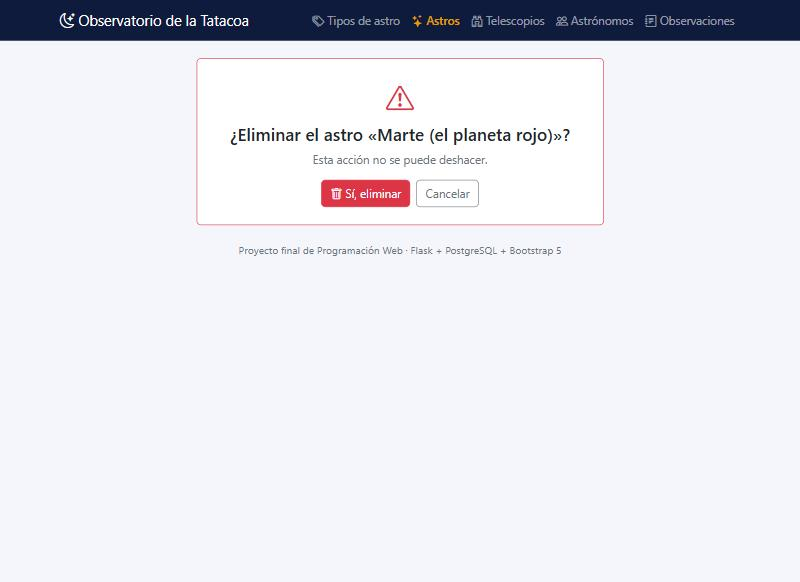 Observatorio de la Tatacoa
Tipos de astro Astros Telescopios Astrónomos Observaciones
¿Eliminar el astro «Marte (el planeta rojo)»?
Esta acción no se puede deshacer.
Sí, eliminar Cancelar
Proyecto final de Programación Web · Flask + PostgreSQL + Bootstrap 5